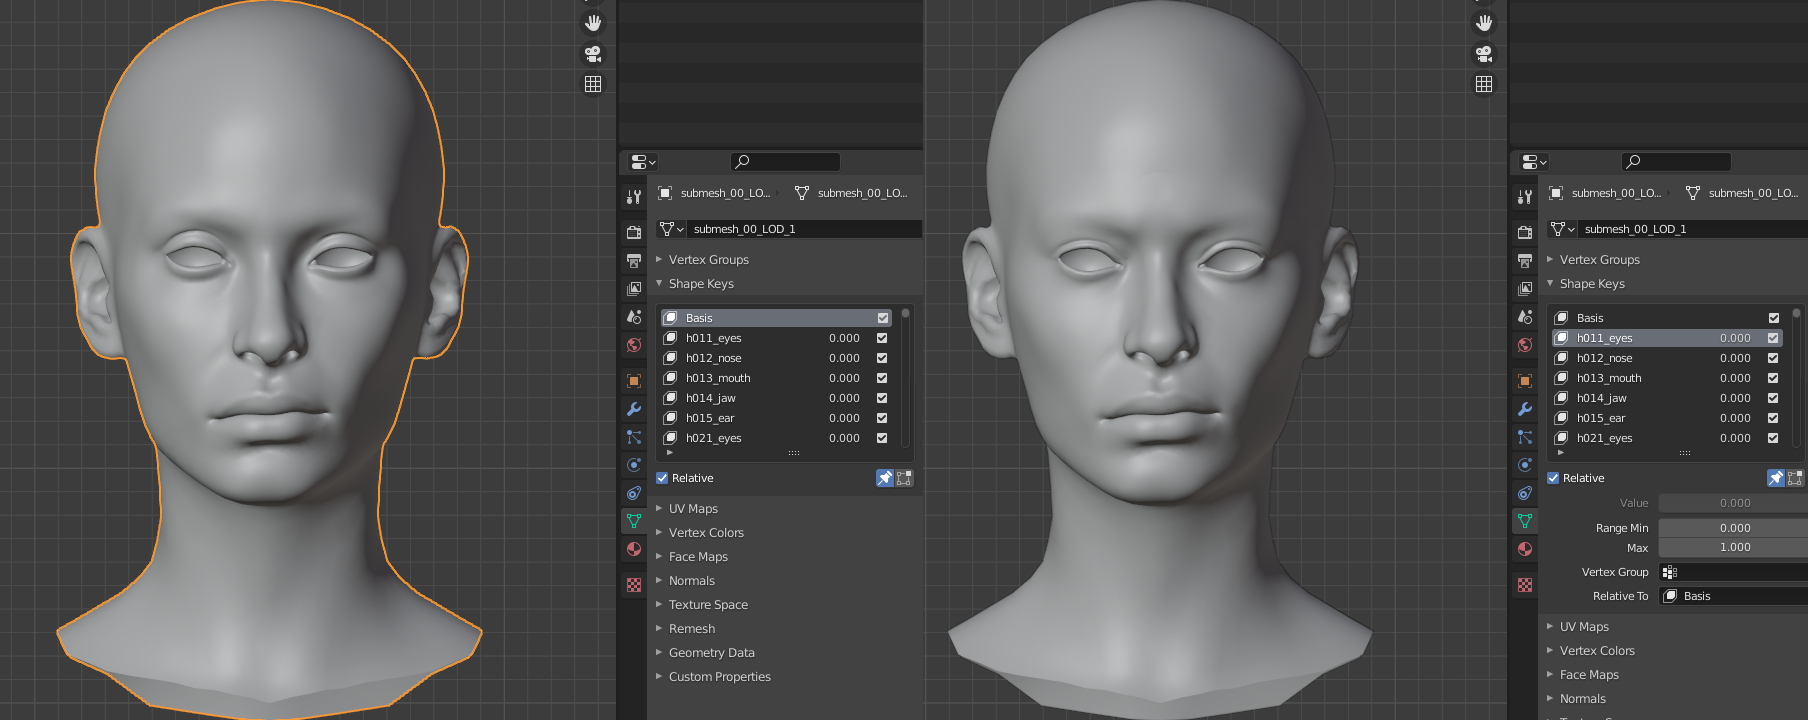 submesh_00_LO... submesh_00_LO...
submesh_00_LOD_1
Vertex Groups
Shape Keys
Basis
h011_eyes 0.000
h012_nose 0.000
h013_mouth 0.000
h014_jaw 0.000
h015_ear 0.000
h021_eyes 0.000
Relative
UV Maps
Vertex Colors
Face Maps
Normals
Texture Space
Remesh
Geometry Data
Custom Properties
submesh_00_LO... submesh_00_LO...
submesh_00_LOD_1
Vertex Groups
Shape Keys
Basis
h011_eyes 0.000
h012_nose 0.000
h013_mouth 0.000
h014_jaw 0.000
h015_ear 0.000
h021_eyes 0.000
Relative
Value 0.000
Range Min 0.000
Max 1.000
Vertex Group
Relative To Basis
UV Maps
Vertex Colors
Face Maps
Normals